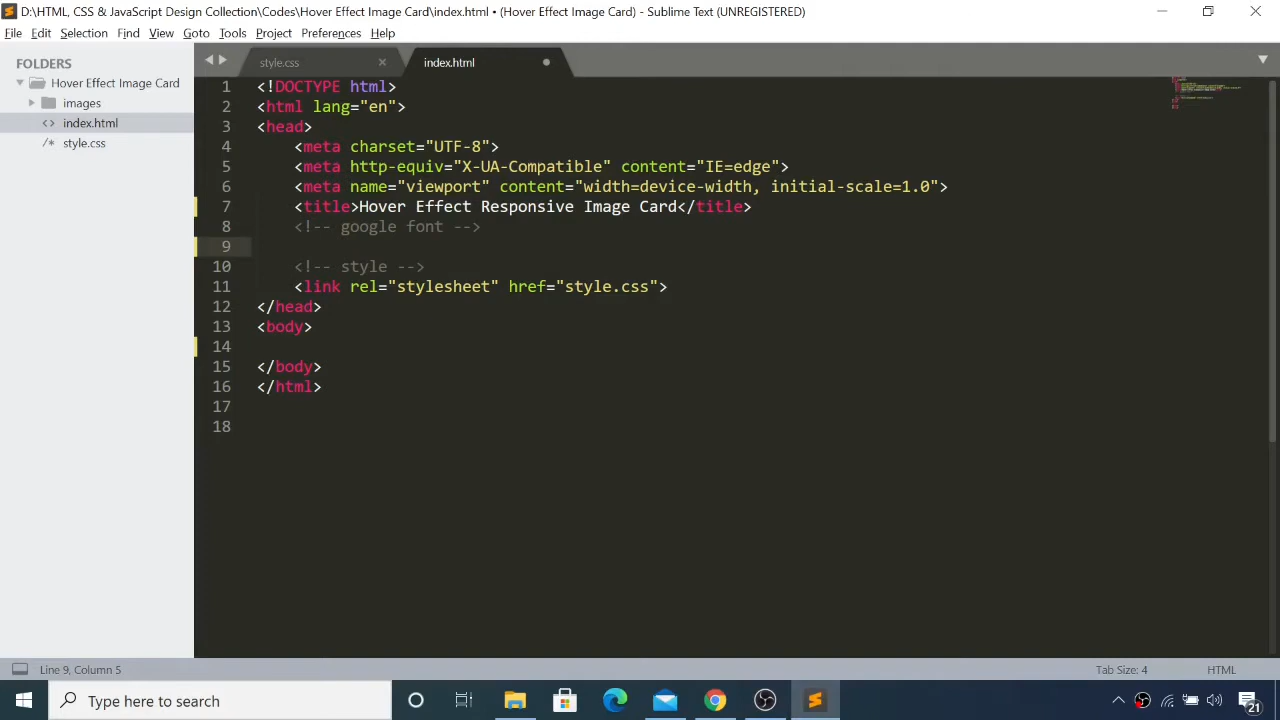 D:\HTML, CSS & JavaScript Design Collection\Codes\Hover Effect Image Card\index.html • (Hover Effect Image Card) - Sublime Text (UNREGISTERED)
File Edit Selection Find View Goto Tools Project Preferences Help
FOLDERS
Hover Effect Image Card
images
<> index.html
/* style.css
style.css × index.html
1 <!DOCTYPE html>
2 <html lang="en">
3 <head>
4 <meta charset="UTF-8">
5 <meta http-equiv="X-UA-Compatible" content="IE=edge">
6 <meta name="viewport" content="width=device-width, initial-scale=1.0">
7 <title>Hover Effect Responsive Image Card</title>
8 <!-- google font -->
9
10 <!-- style -->
11 <link rel="stylesheet" href="style.css">
12 </head>
13 <body>
14
15 </body>
16 </html>
17
18
Line 9, Column 5 Tab Size: 4 HTML
Type here to search
21